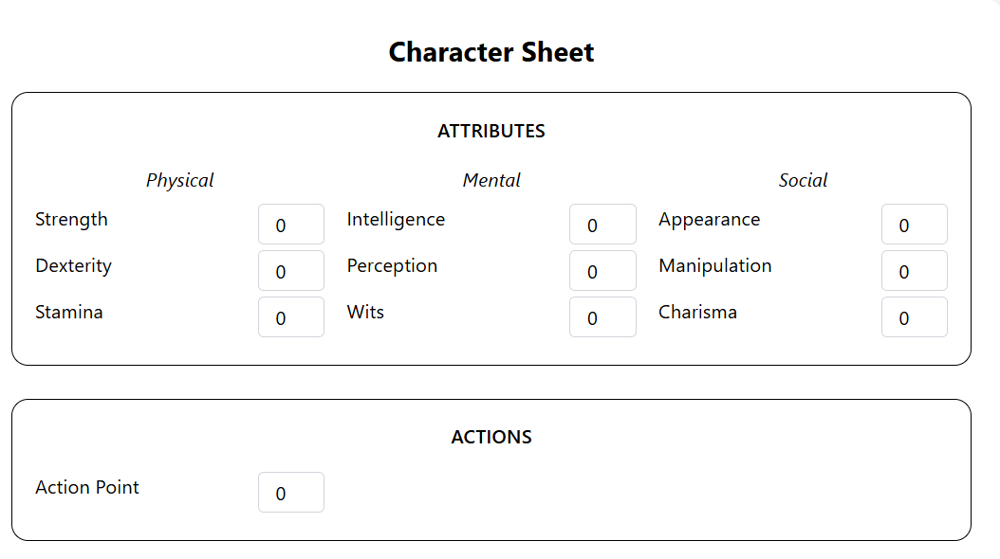 Character Sheet
ATTRIBUTES
Physical Mental Social
Strength 0 Intelligence 0 Appearance 0
Dexterity 0 Perception 0 Manipulation 0
Stamina 0 Wits 0 Charisma 0
ACTIONS
Action Point 0